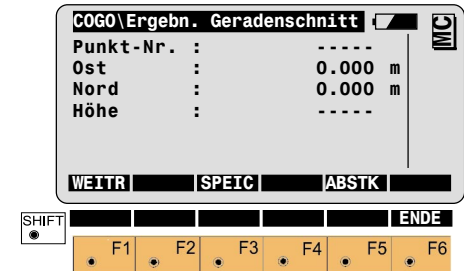 COGO\Ergebn. Geradenschnitt
MC
Punkt-Nr. : -----
Ost : 0.000 m
Nord : 0.000 m
Höhe : -----
WEITR SPEIC ABSTK
SHIFT ENDE
F1 F2 F3 F4 F5 F6